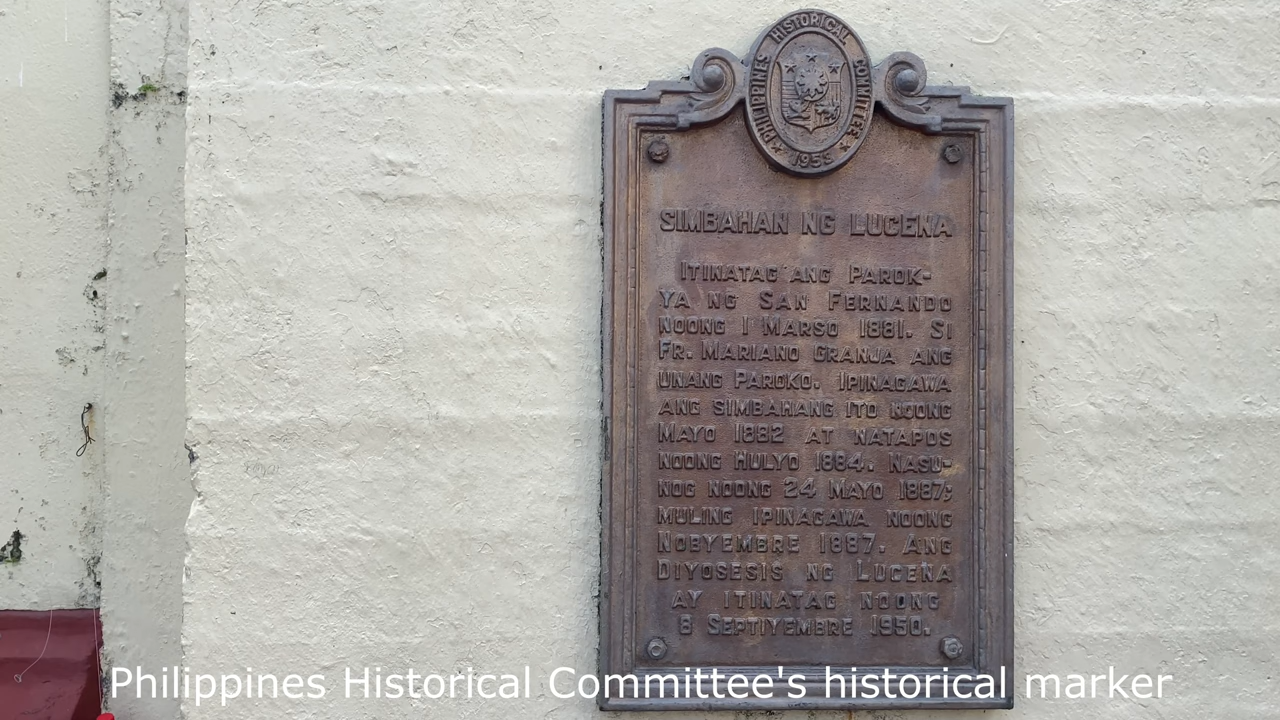 PHILIPPINES HISTORICAL COMMITTEE
1958
SIMBAHAN NG LUCENA
ITINATAG ANG PAROK-
YA NG SAN FERNANDO
NOONG 1 MARSO 1881. SI
FR. MARIANO GRANJA ANG
UNANG PAROKO. IPINAGAWA
ANG SIMBAHANG ITO NOONG
MAYO 1882 AT NATAPOS
NOONG HULYO 1884. NASU-
NOG NOONG 24 MAYO 1887;
MULING IPINAGAWA NOONG
NOBYEMBRE 1887. ANG
DIYOSESIS NG LUCENA
AY ITINATAG NOONG
8 SEPTIYEMBRE 1950.
Philippines Historical Committee's historical marker